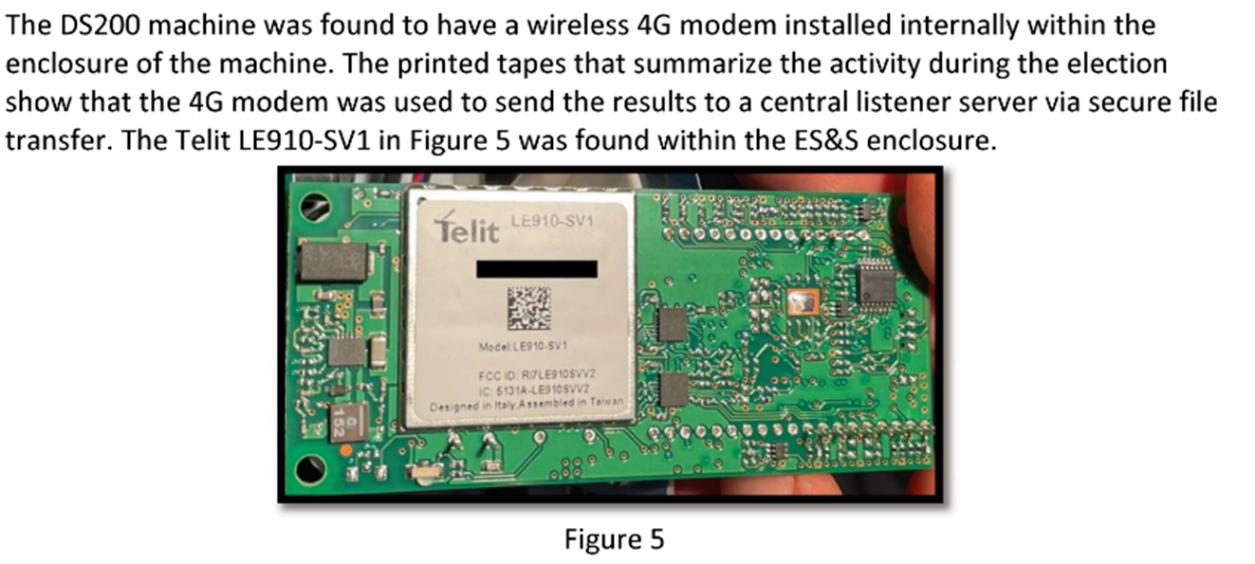 The DS200 machine was found to have a wireless 4G modem installed internally within the
enclosure of the machine. The printed tapes that summarize the activity during the election
show that the 4G modem was used to send the results to a central listener server via secure file
transfer. The Telit LE910-SV1 in Figure 5 was found within the ES&S enclosure.
Telit LE910-SV1
Model:LE910-SV1
FCC ID: RI7LE910SVV2
IC: 5131A-LE910SVV2
Designed in Italy Assembled in Taiwan
152
Figure 5